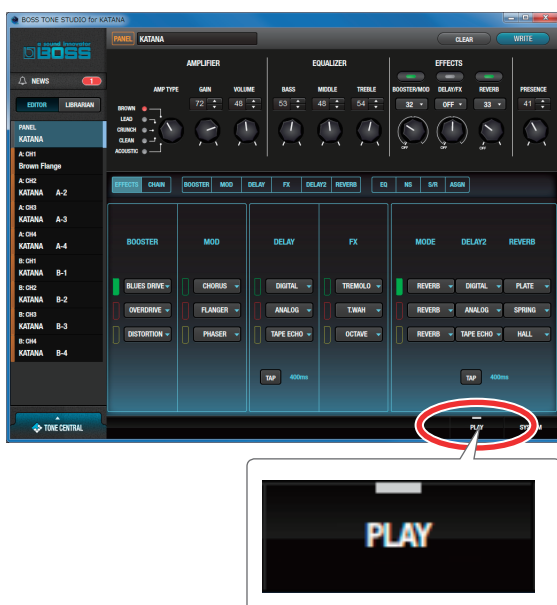 BOSS TONE STUDIO for KATANA
a sound innovator
BOSS
PANEL KATANA
CLEAR WRITE
NEWS 1
EDITOR LIBRARIAN
PANEL
KATANA
A: CH1
Brown Flange
A: CH2
KATANA A-2
A: CH3
KATANA A-3
A: CH4
KATANA A-4
B: CH1
KATANA B-1
B: CH2
KATANA B-2
B: CH3
KATANA B-3
B: CH4
KATANA B-4
TONE CENTRAL
AMPLIFIER EQUALIZER EFFECTS
AMP TYPE GAIN VOLUME BASS MIDDLE TREBLE BOOSTER/MOD DELAY/FX REVERB PRESENCE
72 48 53 48 54 32 OFF 33 41
BROWN
LEAD
CRUNCH
CLEAN
ACOUSTIC
OFF OFF OFF
EFFECTS CHAIN BOOSTER MOD DELAY FX DELAY2 REVERB EQ NS S/R ASGN
BOOSTER MOD DELAY FX MODE DELAY2 REVERB
BLUES DRIVE CHORUS DIGITAL TREMOLO REVERB DIGITAL PLATE
OVERDRIVE FLANGER ANALOG T.WAH REVERB ANALOG SPRING
DISTORTION PHASER TAPE ECHO OCTAVE REVERB TAPE ECHO HALL
TAP 400ms TAP 400ms
PLAY SYSTEM
PLAY